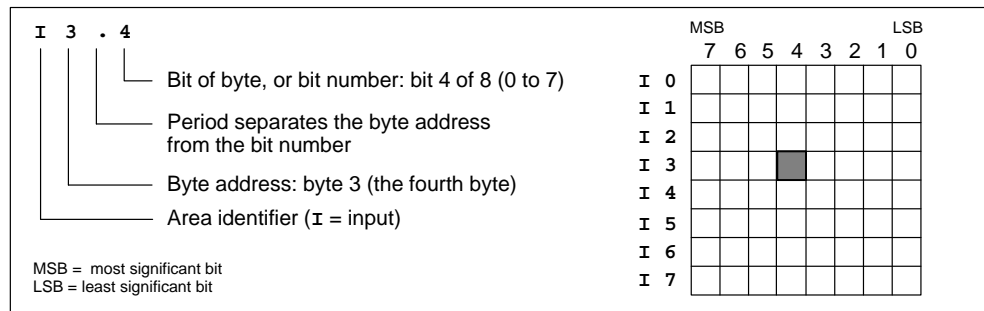 I 3 . 4
Bit of byte, or bit number: bit 4 of 8 (0 to 7)
Period separates the byte address
from the bit number
Byte address: byte 3 (the fourth byte)
Area identifier (I = input)
MSB = most significant bit
LSB = least significant bit
MSB LSB
7 6 5 4 3 2 1 0
I 0
I 1
I 2
I 3
I 4
I 5
I 6
I 7